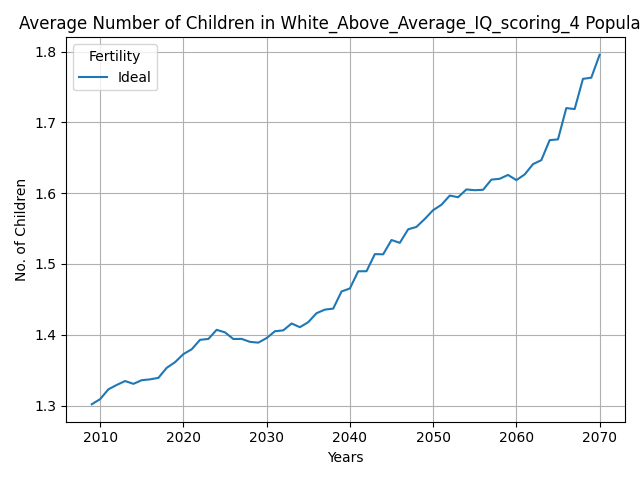 Average Number of Children in White_Above_Average_IQ_scoring_4 Popula
Fertility
Ideal
1.8
1.7
1.6
1.5
1.4
1.3
No. of Children
2010 2020 2030 2040 2050 2060 2070
Years